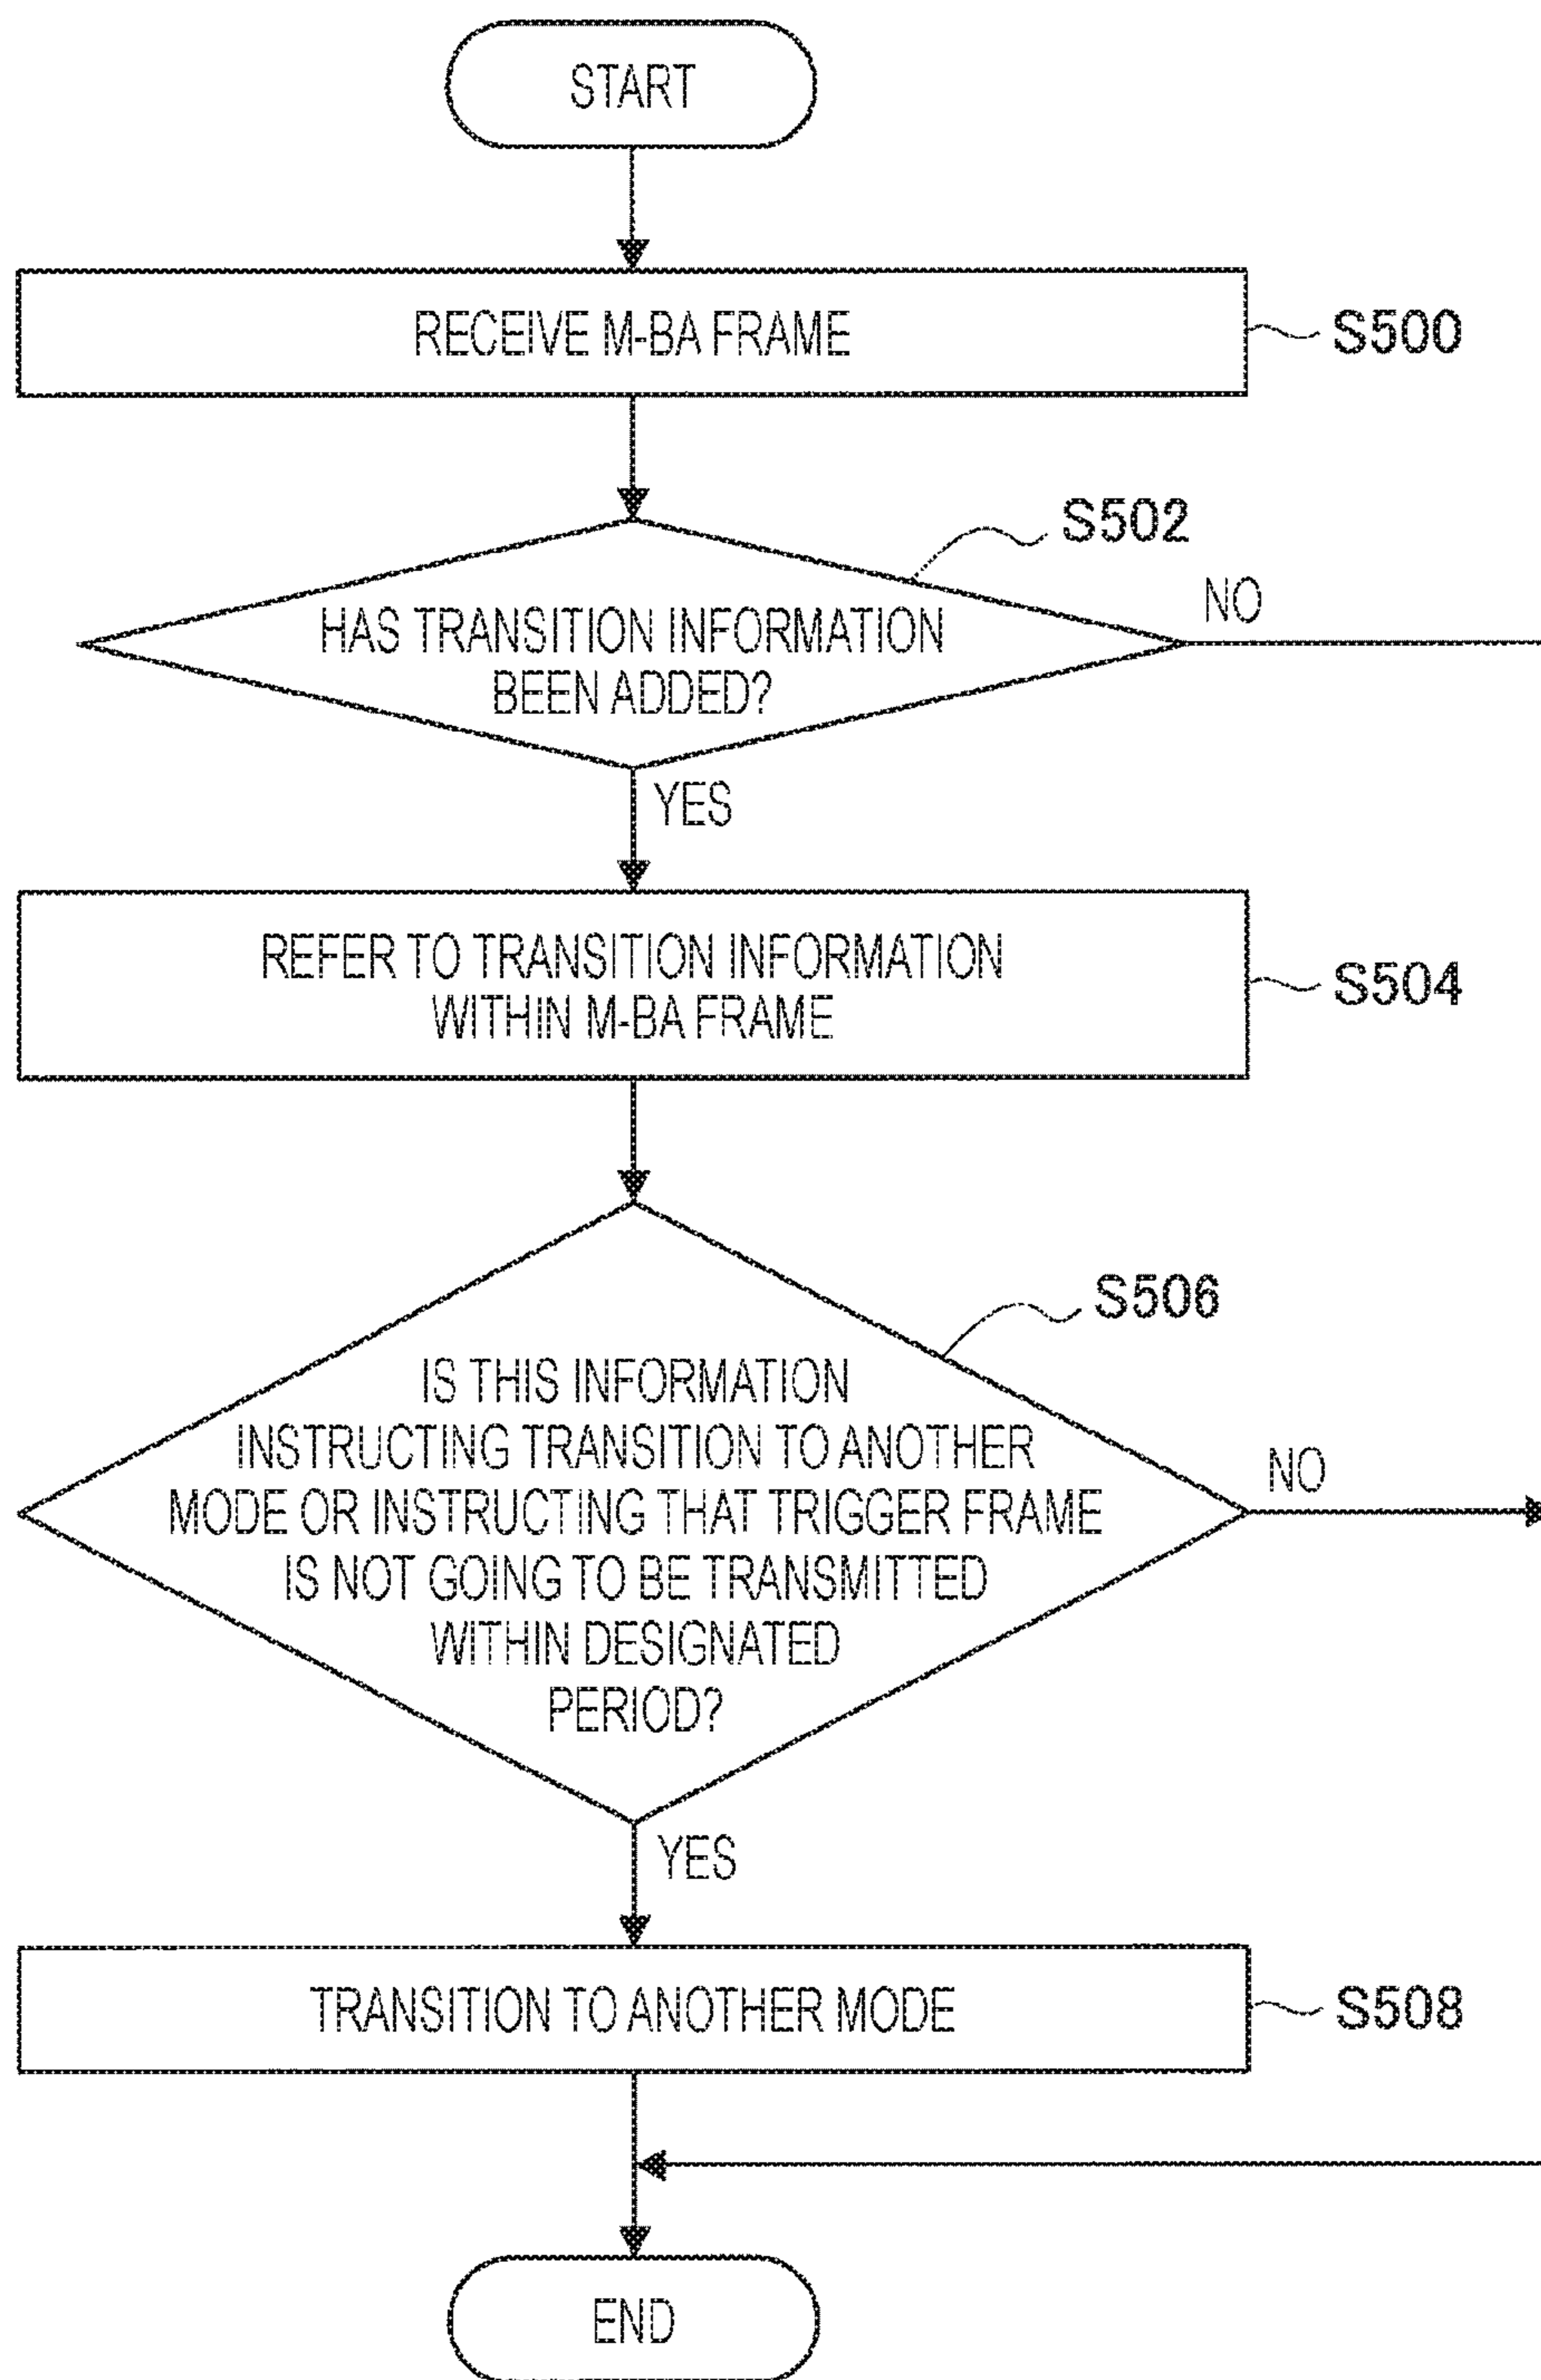 START
RECEIVE M-BA FRAME
S500
S502
HAS TRANSITION INFORMATION
BEEN ADDED?
NO
YES
REFER TO TRANSITION INFORMATION
WITHIN M-BA FRAME
S504
S506
IS THIS INFORMATION
INSTRUCTING TRANSITION TO ANOTHER
MODE OR INSTRUCTING THAT TRIGGER FRAME
IS NOT GOING TO BE TRANSMITTED
WITHIN DESIGNATED
PERIOD?
NO
YES
TRANSITION TO ANOTHER MODE
S508
END